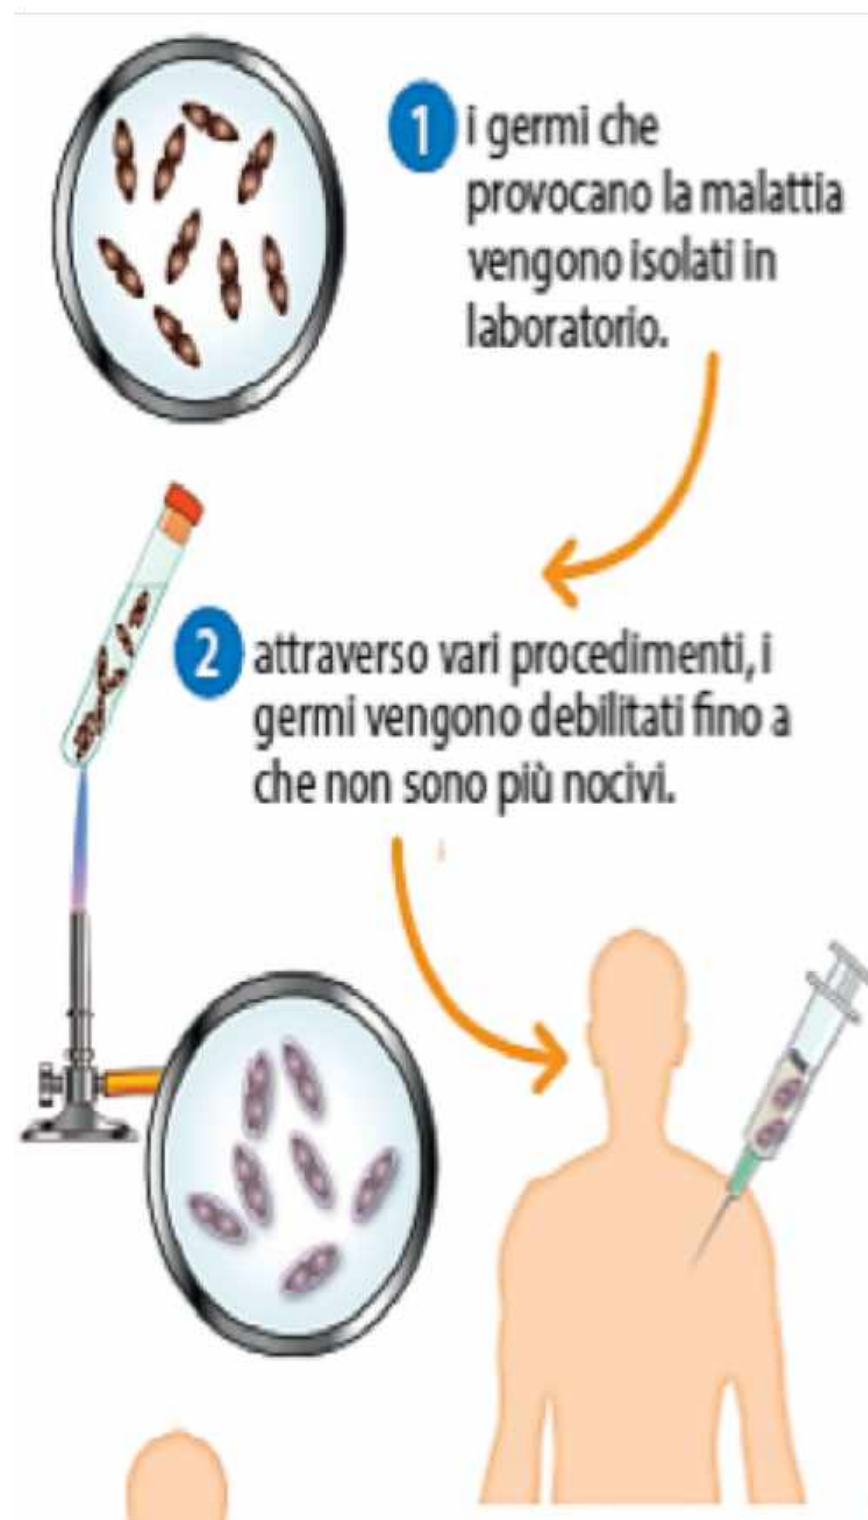 1 i germi che
provocano la malattia
vengono isolati in
laboratorio.
2 attraverso vari procedimenti, i
germi vengono debilitati fino a
che non sono più nocivi.